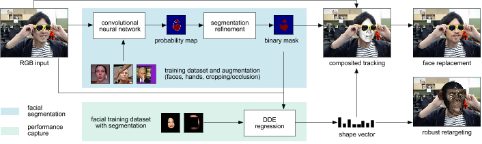 convolutional
neural network
segmentation
refinement
probability map
binary mask
RGB input
composited tracking
face replacement
training dataset and augmentation
(faces, hands, cropping/occlusion)
facial
segmentation
performance
capture
facial training dataset
with segmentation
DDE
regression
shape vector
robust retargeting